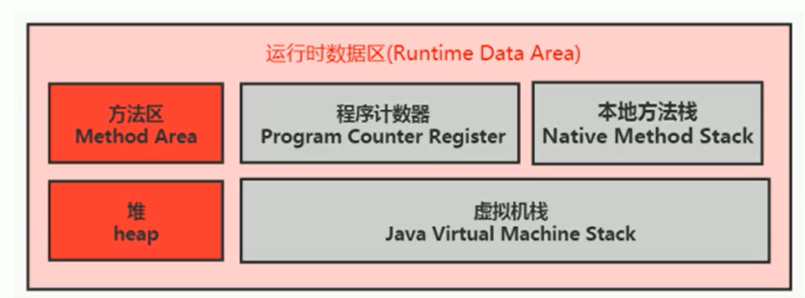 运行时数据区(Runtime Data Area)
方法区
Method Area
程序计数器
Program Counter Register
本地方法栈
Native Method Stack
堆
heap
虚拟机栈
Java Virtual Machine Stack